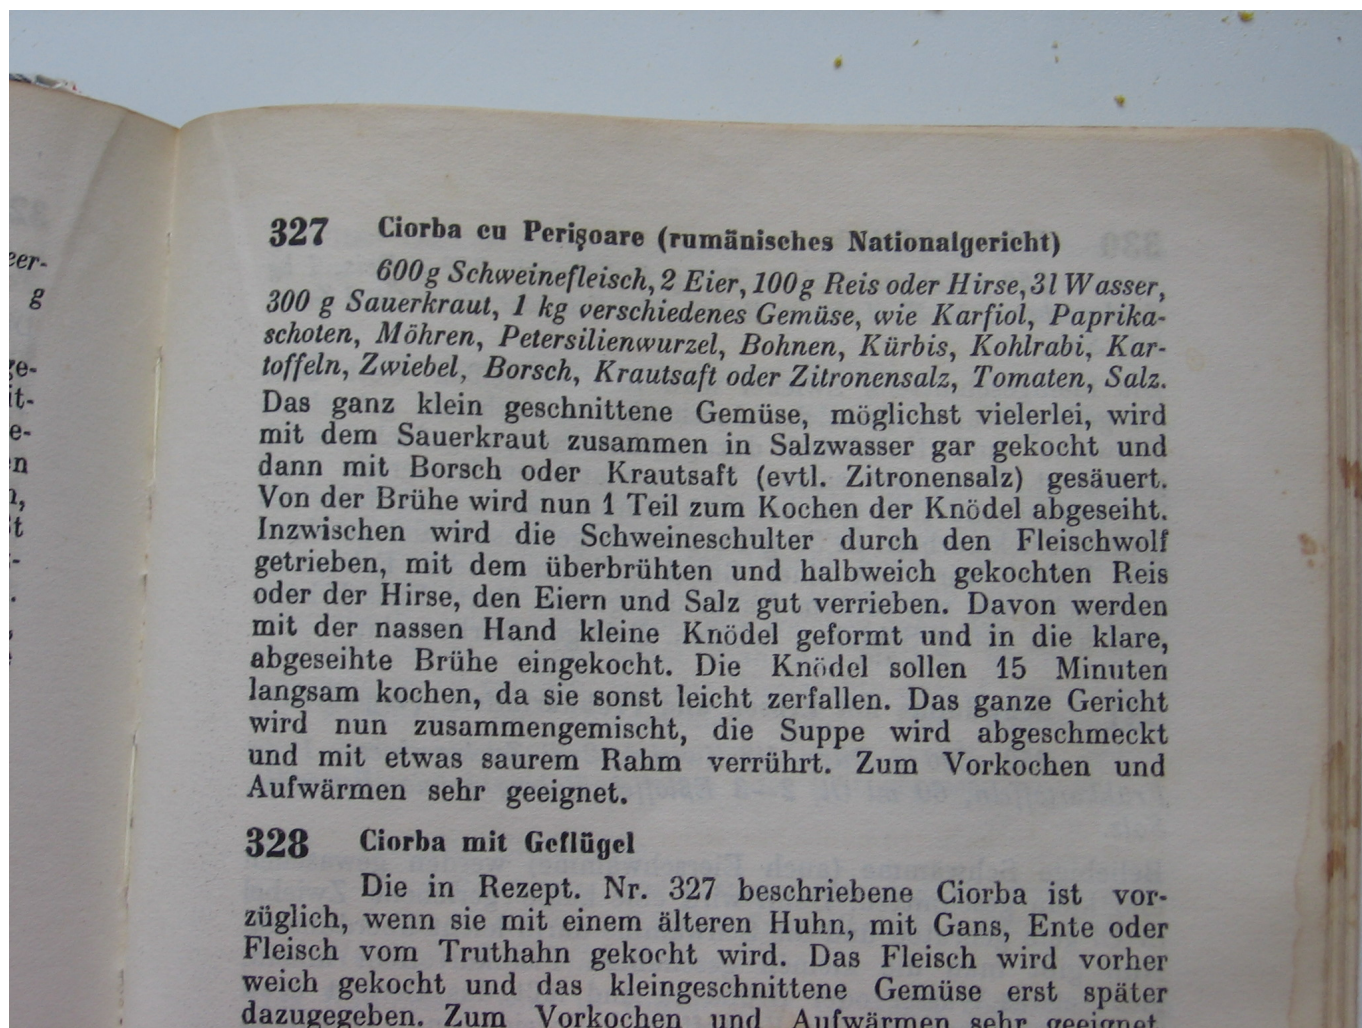 327 Ciorba cu Perişoare (rumänisches Nationalgericht)
600g Schweinefleisch, 2 Eier, 100g Reis oder Hirse, 3l Wasser,
300 g Sauerkraut, 1 kg verschiedenes Gemüse, wie Karfiol, Paprika-
schoten, Möhren, Petersilienwurzel, Bohnen, Kürbis, Kohlrabi, Kar-
toffeln, Zwiebel, Borsch, Krautsaft oder Zitronensalz, Tomaten, Salz.
Das ganz klein geschnittene Gemüse, möglichst vielerlei, wird
mit dem Sauerkraut zusammen in Salzwasser gar gekocht und
dann mit Borsch oder Krautsaft (evtl. Zitronensalz) gesäuert.
Von der Brühe wird nun 1 Teil zum Kochen der Knödel abgeseiht.
Inzwischen wird die Schweineschulter durch den Fleischwolf
getrieben, mit dem überbrühten und halbweich gekochten Reis
oder der Hirse, den Eiern und Salz gut verrieben. Davon werden
mit der nassen Hand kleine Knödel geformt und in die klare,
abgeseihte Brühe eingekocht. Die Knödel sollen 15 Minuten
langsam kochen, da sie sonst leicht zerfallen. Das ganze Gericht
wird nun zusammengemischt, die Suppe wird abgeschmeckt
und mit etwas saurem Rahm verrührt. Zum Vorkochen und
Aufwärmen sehr geeignet.
328 Ciorba mit Geflügel
Die in Rezept. Nr. 327 beschriebene Ciorba ist vor-
züglich, wenn sie mit einem älteren Huhn, mit Gans, Ente oder
Fleisch vom Truthahn gekocht wird. Das Fleisch wird vorher
weich gekocht und das kleingeschnittene Gemüse erst später
dazugegeben. Zum Vorkochen und Aufwärmen sehr geeignet.